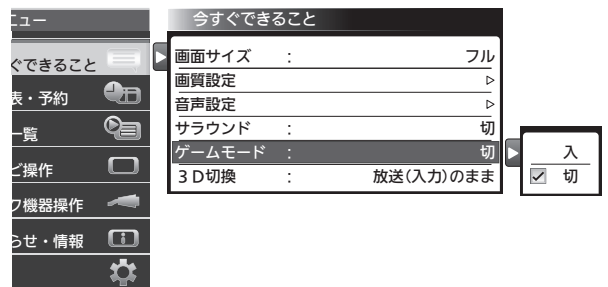 ニュー
ぐできること
表・予約
一覧
ご操作
ク機器操作
らせ・情報
今すぐできること
画面サイズ : フル
画質設定
音声設定
サラウンド : 切
ゲームモード : 切
3D切換 : 放送(入力)のまま
入
切